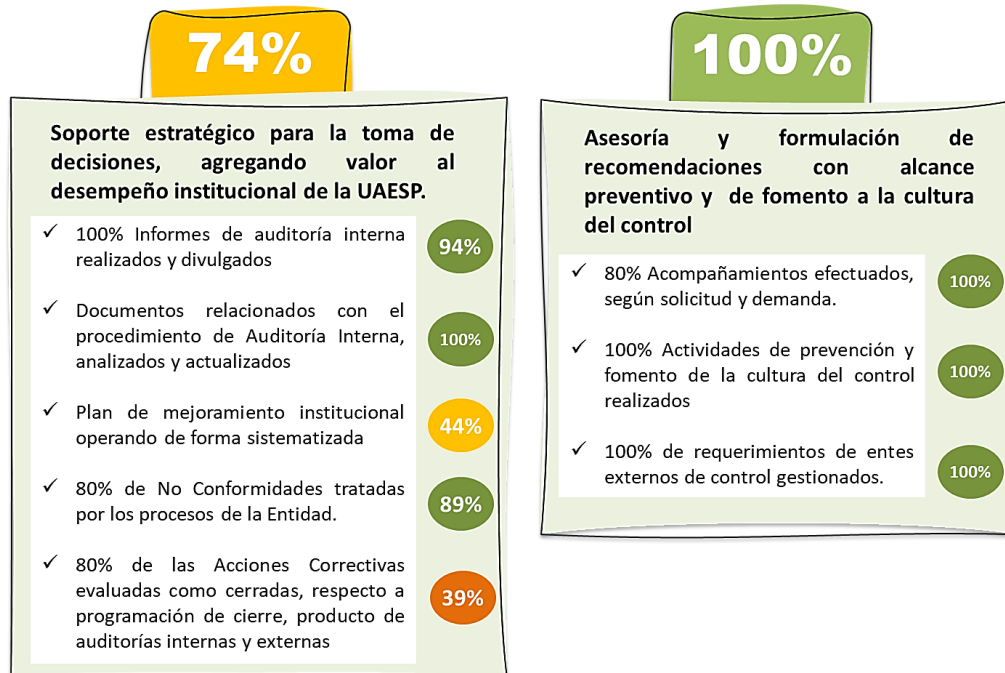 74%
Soporte estratégico para la toma de
decisiones, agregando valor al
desempeño institucional de la UAESP.
✓ 100% Informes de auditoría interna
realizados y divulgados
94%
✓ Documentos relacionados con el
procedimiento de Auditoría Interna,
analizados y actualizados
100%
✓ Plan de mejoramiento institucional
operando de forma sistematizada
44%
✓ 80% de No Conformidades tratadas
por los procesos de la Entidad.
89%
✓ 80% de las Acciones Correctivas
evaluadas como cerradas, respecto a
programación de cierre, producto de
auditorías internas y externas
39%
100%
Asesoría y formulación de
recomendaciones con alcance
preventivo y de fomento a la cultura
del control
✓ 80% Acompañamientos efectuados,
según solicitud y demanda.
100%
✓ 100% Actividades de prevención y
fomento de la cultura del control
realizados
100%
✓ 100% de requerimientos de entes
externos de control gestionados.
100%